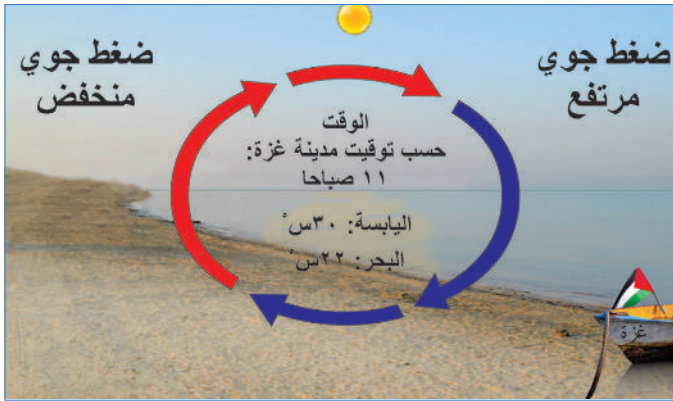 ضغط جوي
مرتفع
ضغط جوي
منخفض
الوقت
حسب توقيت مدينة غزة:
١١ صباحا
اليابسة: ٣٠س°
البحر: ٢٢س°
غزة